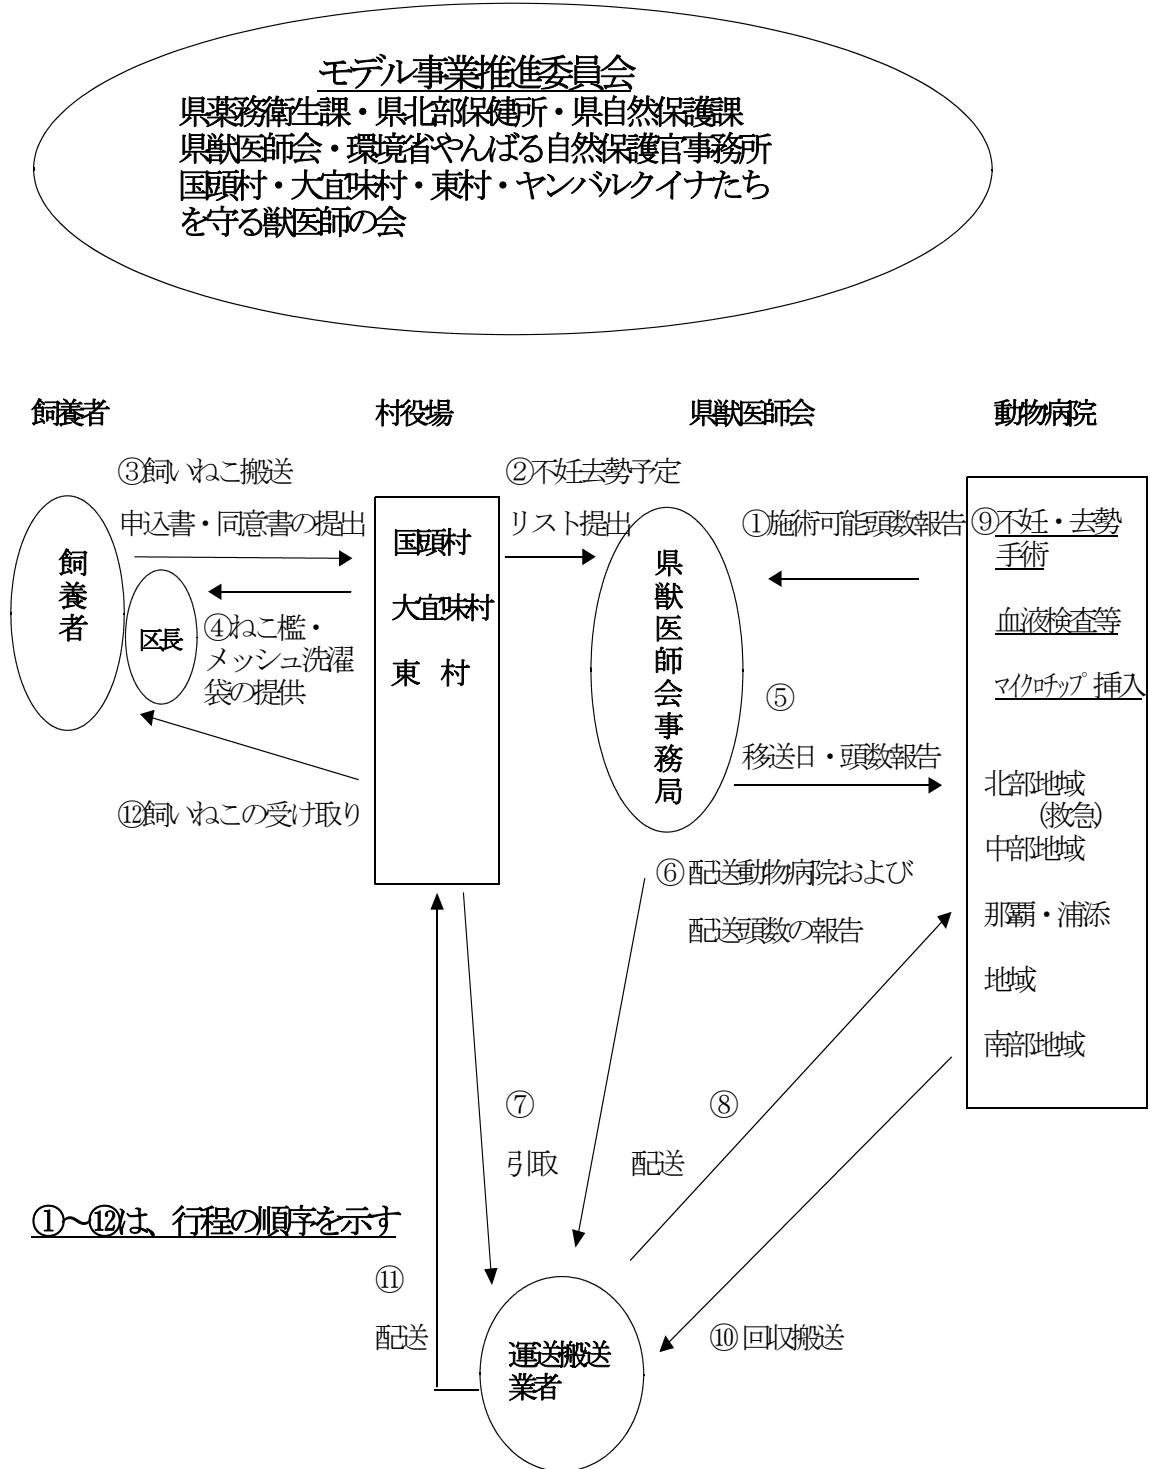 モデル事業推進委員会
県薬務衛生課・県北部保健所・県自然保護課
県獣医師会・環境省やんばる自然保護官事務所
国頭村・大宜味村・東村・ヤンバルクイナたち
を守る獣医師の会
飼養者
村役場
県獣医師会
動物病院
③飼いねこ搬送
申込書・同意書の提出
飼養者
区長
④ねこ檻・
メッシュ洗濯
袋の提供
⑫飼いねこの受け取り
国頭村
大宜味村
東 村
②不妊去勢予定
リスト提出
県獣医師会事務局
①施術可能頭数報告
⑤
移送日・頭数報告
⑨不妊・去勢
手術
血液検査等
マイクロチップ 挿入
北部地域
(救急)
中部地域
那覇・浦添
地域
南部地域
⑥配送動物病院および
配送頭数の報告
⑦
引取
⑧
配送
①～⑫は、行程の順序を示す
⑪
配送
⑩回収搬送
運送搬送
業者